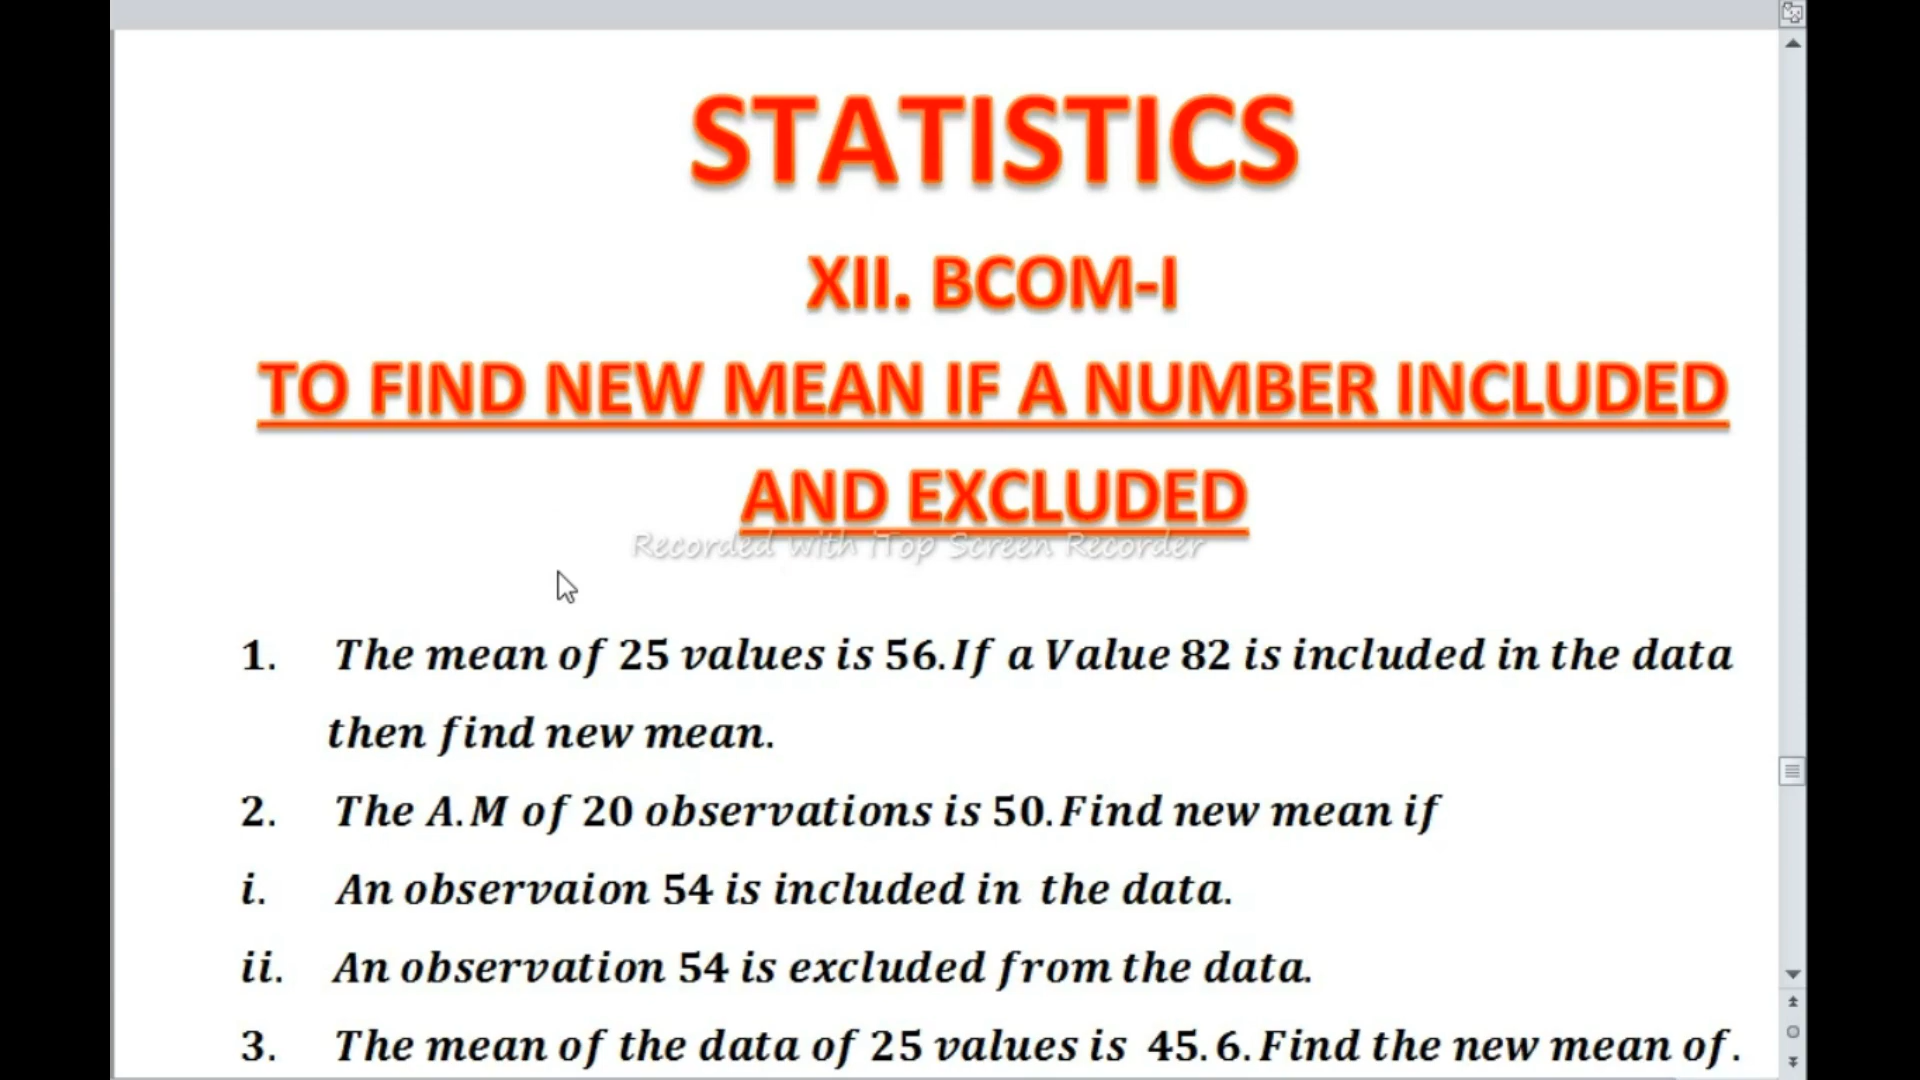 STATISTICS
XII. BCOM-I
TO FIND NEW MEAN IF A NUMBER INCLUDED
AND EXCLUDED
Recorded with iTop Screen Recorder
1. The mean of 25 values is 56. If a Value 82 is included in the data
then find new mean.
2. The A.M of 20 observations is 50. Find new mean if
i. An observaion 54 is included in the data.
ii. An observation 54 is excluded from the data.
3. The mean of the data of 25 values is 45.6. Find the new mean of.